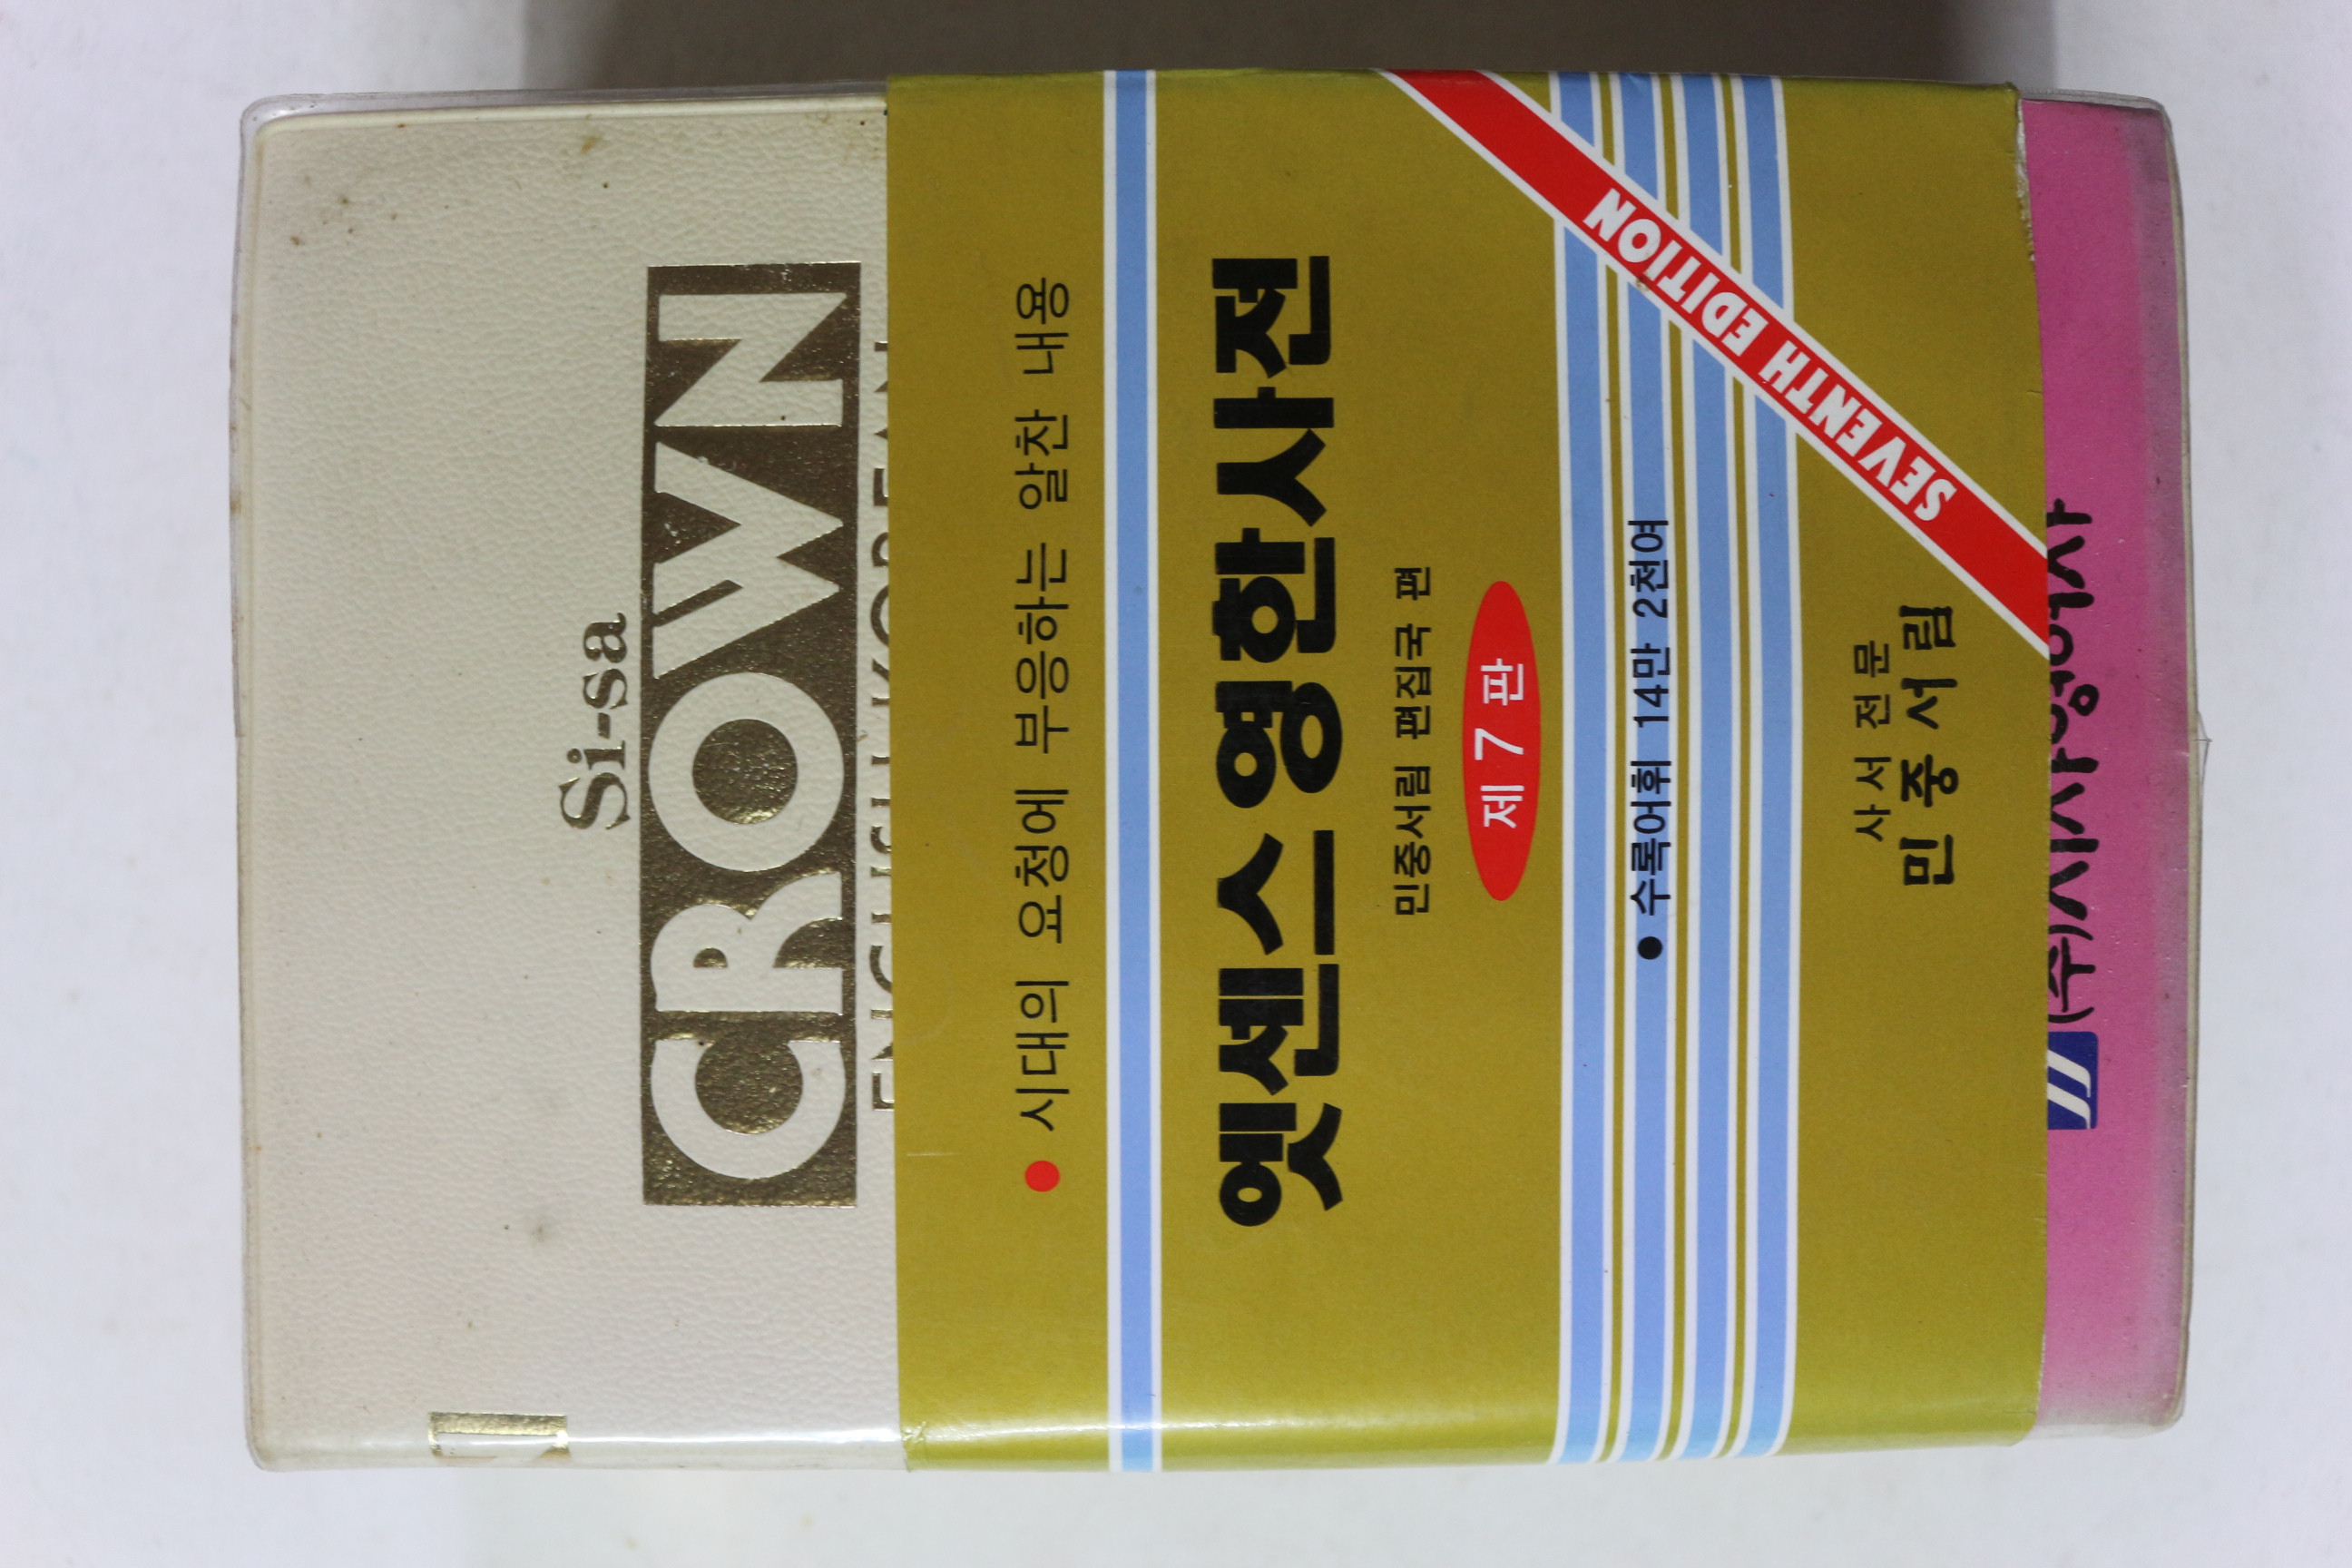 Si-sa
CROWN
ENGLISH-KOREAN
● 시대의 요청에 부응하는 알찬 내용
엣센스 영한사전
민중서림 편집국 편
제 7 판
● 수록어휘 14만 2천여
SEVENTH EDITION
사서 전문
민중서림
(주)시사영어사